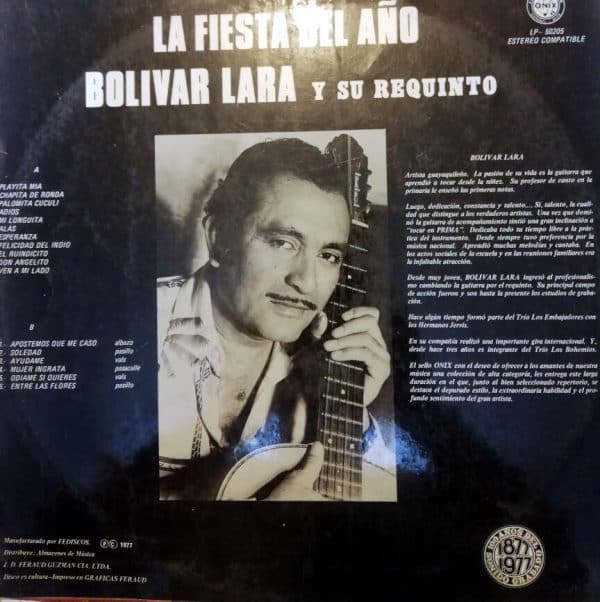 LA FIESTA DEL AÑO
ONIX
LP- 50205
ESTEREO COMPATIBLE
BOLIVAR LARA Y SU REQUINTO
A
PLAYITA MIA
CHAPITA DE RONDA
PALOMITA CUCULI
ADIOS
MI LONGUITA
ALAS
ESPERANZA
FELICIDAD DEL INDIO
EL RUINDICITO
DON ANGELITO
VEN A MI LADO
B
APOSTEMOS QUE ME CASO albazo
SOLEDAD pasillo
AYUDAME vals
MUJER INGRATA pasacalle
ODIAME SI QUIERES vals
ENTRE LAS FLORES pasillo
BOLIVAR LARA
Artista guayaquileño. La pasión de su vida es la guitarra que
aprendió a tocar desde la niñez. Su profesor de canto en la
primaria le enseñó las primeras notas.
Luego, dedicación, constancia y talento... Sí, talento, la cuali-
dad que distingue a los verdaderos artistas. Una vez que domi-
nó la guitarra de acompañamiento sintió una gran inclinación a
"tocar en PRIMA". Dedicaba todo su tiempo libre a la prác-
tica del instrumento. Desde siempre tuvo preferencia por la
música nacional. Aprendió muchas melodías y cantaba. En
los actos sociales de la escuela y en las reuniones familiares era
la infaltable atracción.
Desde muy joven, BOLIVAR LARA ingresó al profesionalis-
mo cambiando la guitarra por el requinto. Su principal campo
de acción fueron y son hasta la presente los estudios de graba-
ción.
Hace algún tiempo formó parte del Trío Los Embajadores con
los Hermanos Jervis.
En su compañía realizó una importante gira internacional. Y,
desde hace tres años es integrante del Trío Los Bohemios.
El sello ONIX con el deseo de ofrecer a los amantes de nuestra
música una colección de alta categoría, les entrega este larga
duración en el que, junto al bien seleccionado repertorio, se
destaca el depurado estilo, la extraordinaria habilidad y el pro-
fundo sentimiento del gran artista.
Manufacturado por FEDISCOS. Ⓟ © 1977
Distribuye: Almacenes de Música
J. D. FERAUD GUZMAN CIA. LTDA.
Disco es cultura-Impreso en GRAFICAS FERAUD
1877
1977